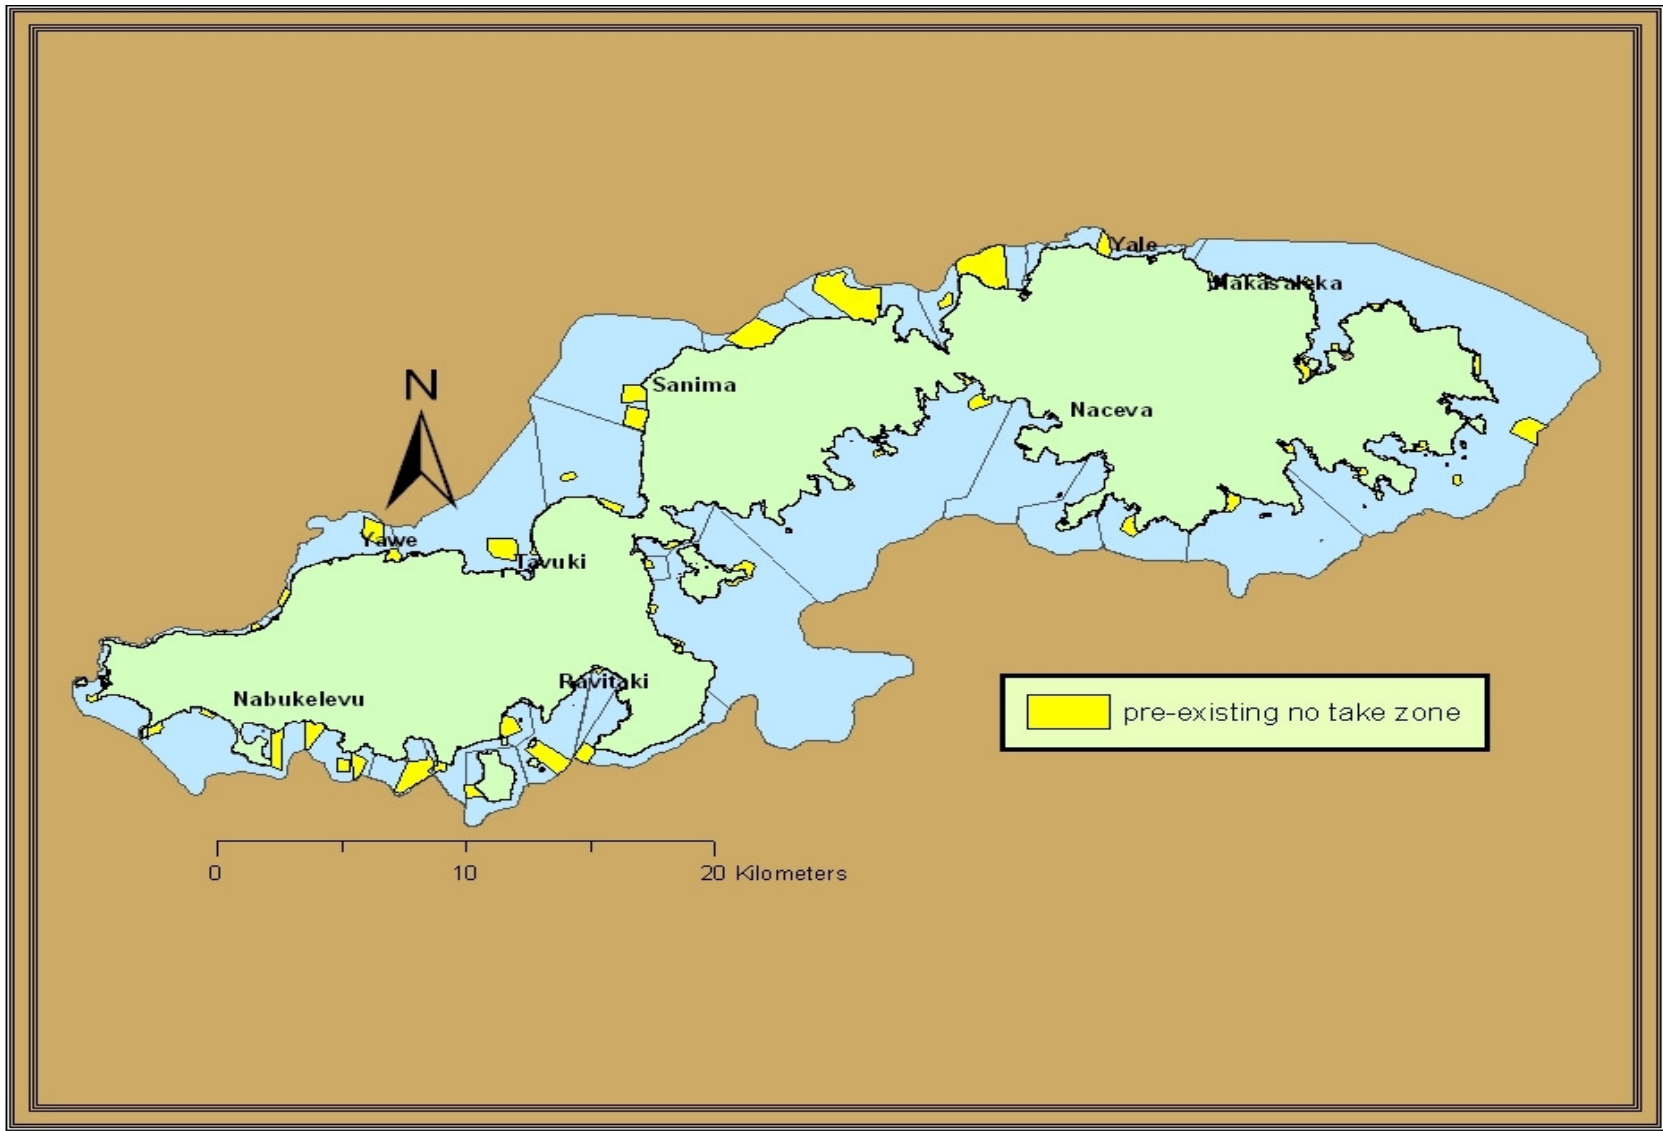 Yale
Nakasaleka
N
Sanima
Naceva
Yawe
Tavuki
Ravitaki
Nabukelevu
pre-existing no take zone
0 10 20 Kilometers